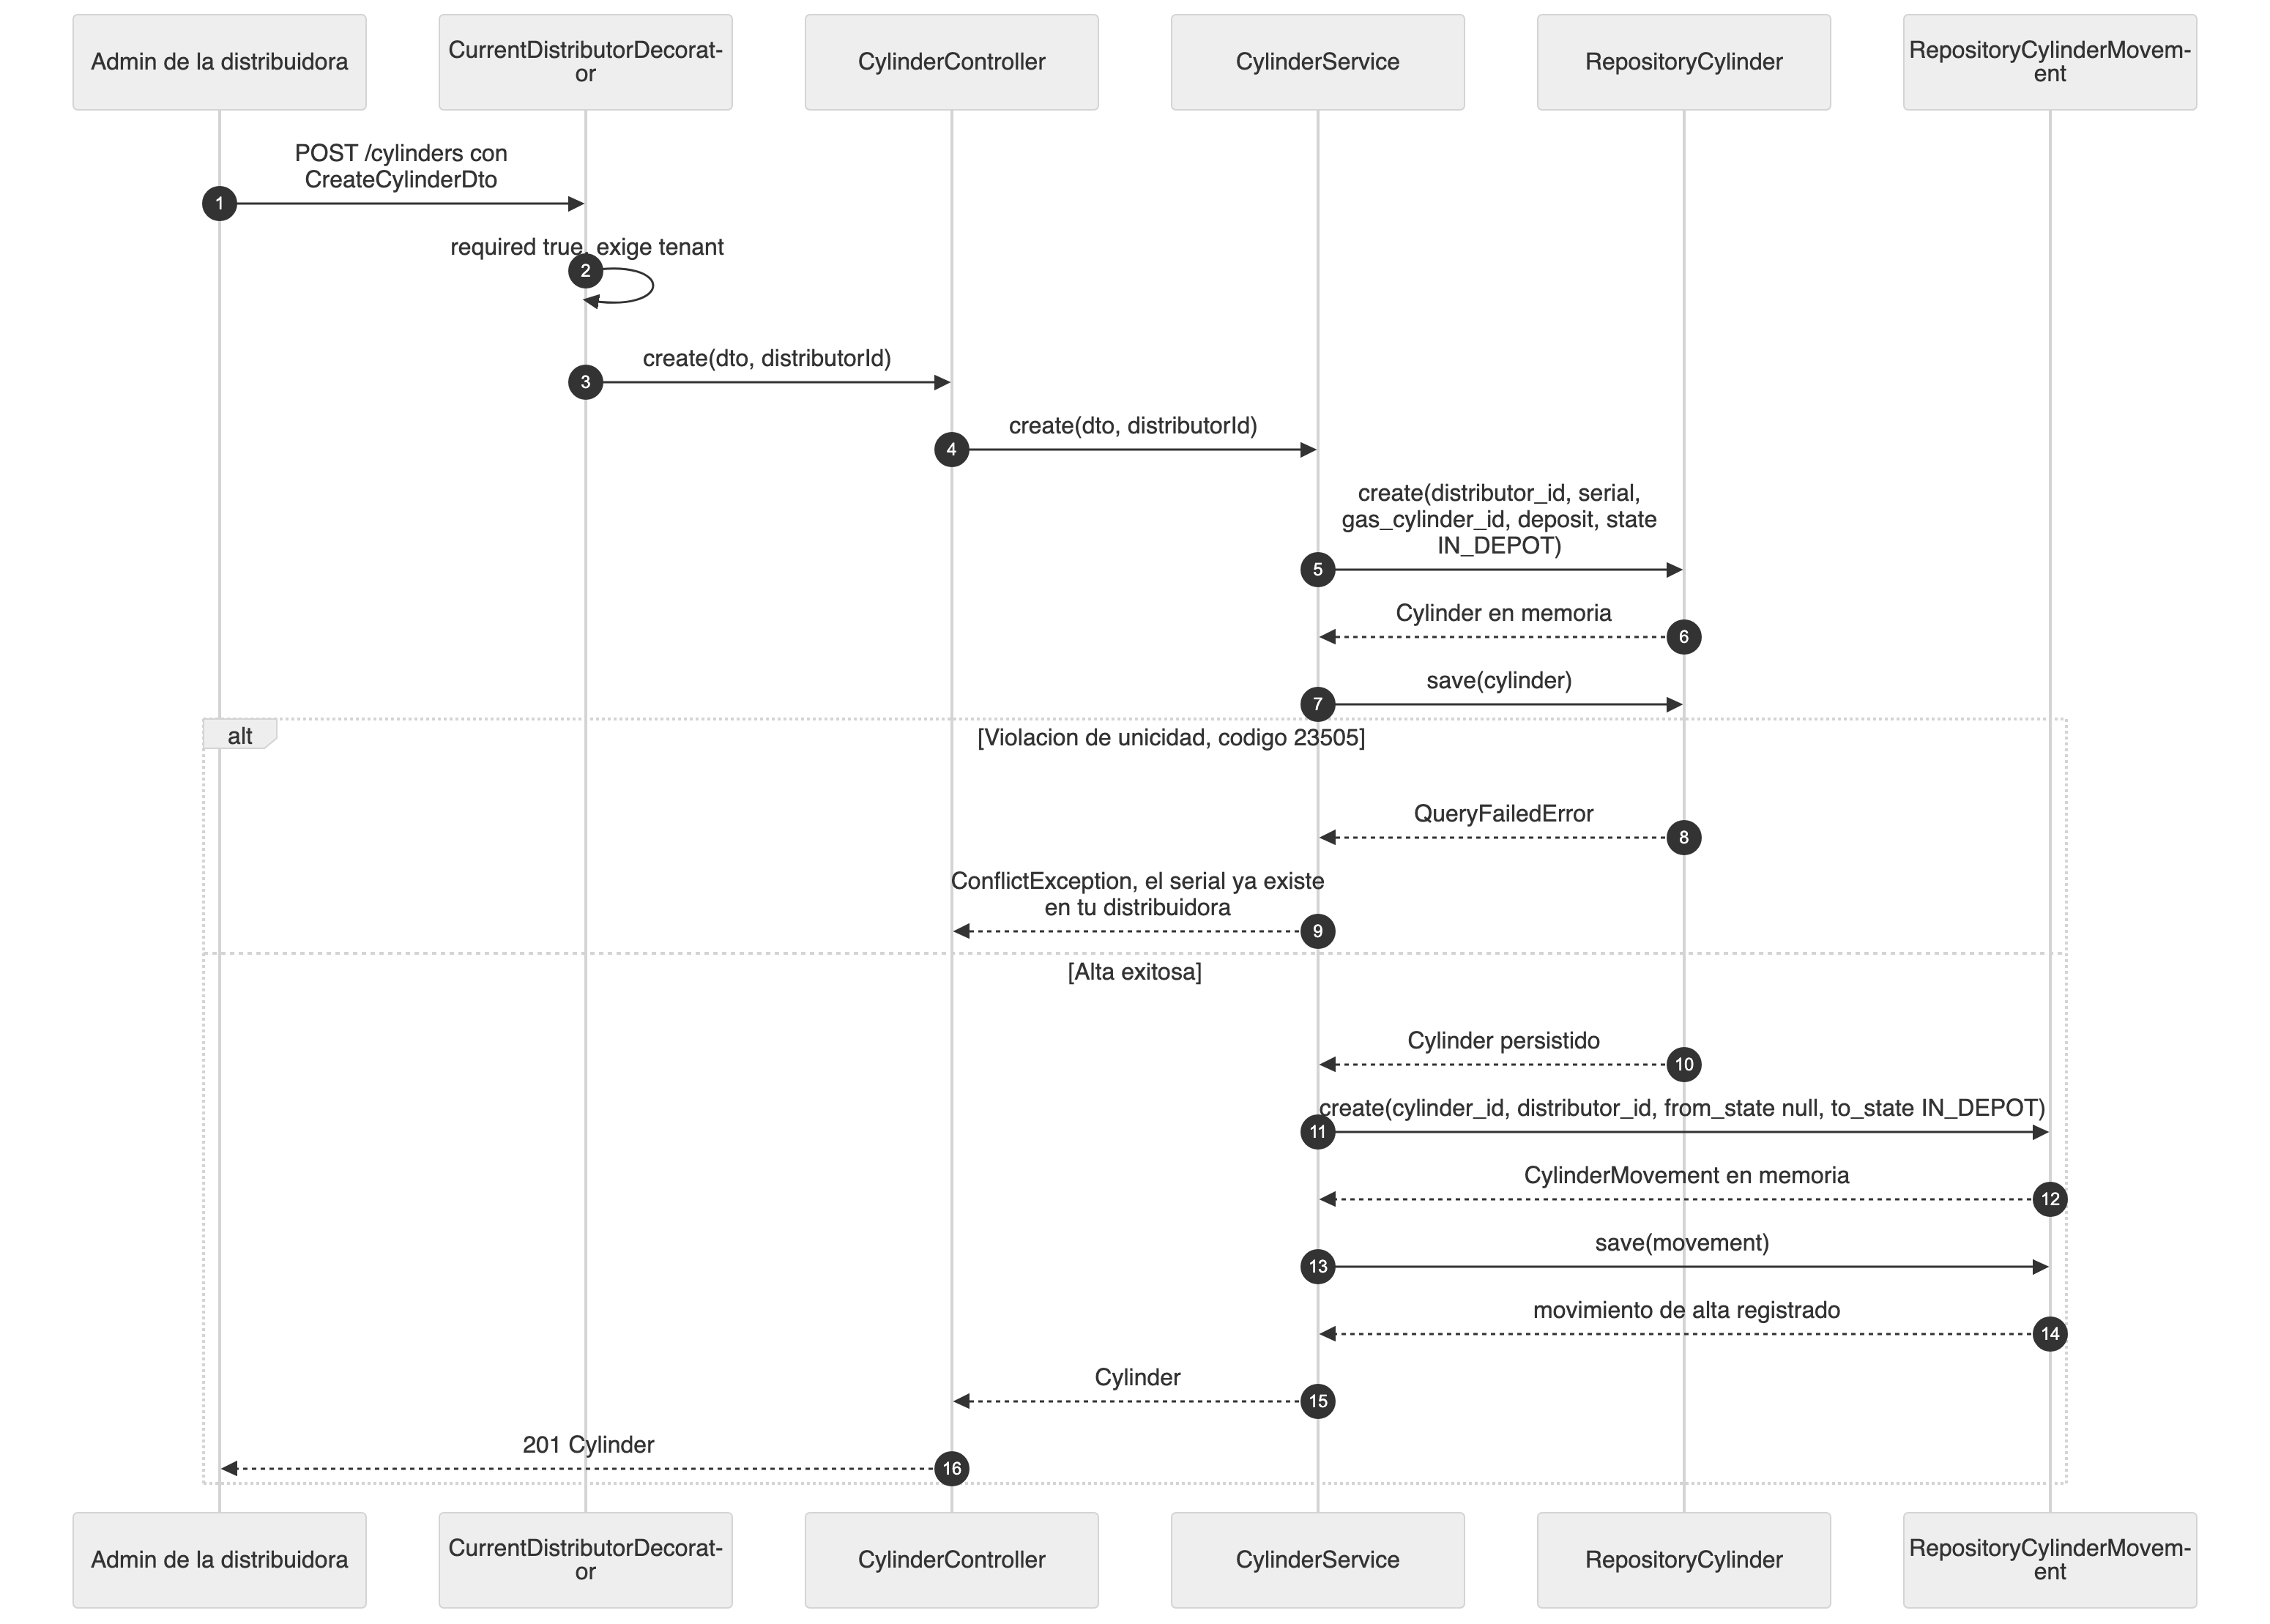 Admin de la distribuidora
CurrentDistributorDecorat-
or
CylinderController
CylinderService
RepositoryCylinder
RepositoryCylinderMovem-
ent
POST /cylinders con
CreateCylinderDto
1
required true, exige tenant
2
create(dto, distributorId)
3
create(dto, distributorId)
4
create(distributor_id, serial,
gas_cylinder_id, deposit, state
IN_DEPOT)
5
Cylinder en memoria
6
save(cylinder)
7
alt
[Violacion de unicidad, codigo 23505]
QueryFailedError
8
ConflictException, el serial ya existe
en tu distribuidora
9
[Alta exitosa]
Cylinder persistido
10
create(cylinder_id, distributor_id, from_state null, to_state IN_DEPOT)
11
CylinderMovement en memoria
12
save(movement)
13
movimiento de alta registrado
14
Cylinder
15
201 Cylinder
16
Admin de la distribuidora
CurrentDistributorDecorat-
or
CylinderController
CylinderService
RepositoryCylinder
RepositoryCylinderMovem-
ent